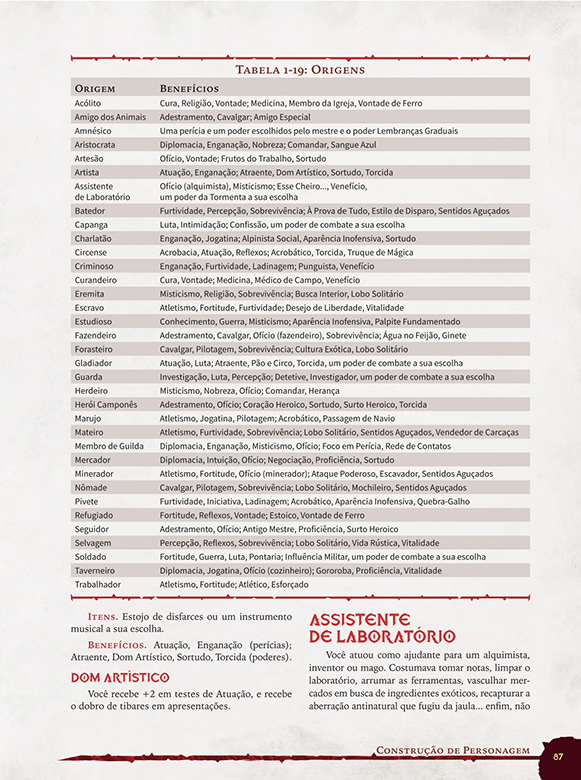 Tabela 1-19: Origens
Origem Benefícios
Acólito Cura, Religião, Vontade; Medicina, Membro da Igreja, Vontade de Ferro
Amigo dos Animais Adestramento, Cavalgar; Amigo Especial
Amnésico Uma perícia e um poder escolhidos pelo mestre e o poder Lembranças Graduais
Aristocrata Diplomacia, Enganação, Nobreza; Comandar, Sangue Azul
Artesão Ofício, Vontade; Frutos do Trabalho, Sortudo
Artista Atuação, Enganação; Atraente, Dom Artístico, Sortudo, Torcida
Assistente Ofício (alquimista), Misticismo; Esse Cheiro..., Venefício,
de Laboratório um poder da Tormenta a sua escolha
Batedor Furtividade, Percepção, Sobrevivência; À Prova de Tudo, Estilo de Disparo, Sentidos Aguçados
Capanga Luta, Intimidação; Confissão, um poder de combate a sua escolha
Charlatão Enganação, Jogatina; Alpinista Social, Aparência Inofensiva, Sortudo
Circense Acrobacia, Atuação, Reflexos; Acrobático, Torcida, Truque de Mágica
Criminoso Enganação, Furtividade, Ladinagem; Punguista, Venefício
Curandeiro Cura, Vontade; Medicina, Médico de Campo, Venefício
Eremita Misticismo, Religião, Sobrevivência; Busca Interior, Lobo Solitário
Escravo Atletismo, Fortitude, Furtividade; Desejo de Liberdade, Vitalidade
Estudioso Conhecimento, Guerra, Misticismo; Aparência Inofensiva, Palpite Fundamentado
Fazendeiro Adestramento, Cavalgar, Ofício (fazendeiro), Sobrevivência; Água no Feijão, Ginete
Forasteiro Cavalgar, Pilotagem, Sobrevivência; Cultura Exótica, Lobo Solitário
Gladiador Atuação, Luta; Atraente, Pão e Circo, Torcida, um poder de combate a sua escolha
Guarda Investigação, Luta, Percepção; Detetive, Investigador, um poder de combate a sua escolha
Herdeiro Misticismo, Nobreza, Ofício; Comandar, Herança
Herói Camponês Adestramento, Ofício; Coração Heroico, Sortudo, Surto Heroico, Torcida
Marujo Atletismo, Jogatina, Pilotagem; Acrobático, Passagem de Navio
Mateiro Atletismo, Furtividade, Sobrevivência; Lobo Solitário, Sentidos Aguçados, Vendedor de Carcaças
Membro de Guilda Diplomacia, Enganação, Misticismo, Ofício; Foco em Perícia, Rede de Contatos
Mercador Diplomacia, Intuição, Ofício; Negociação, Proficiência, Sortudo
Minerador Atletismo, Fortitude, Ofício (minerador); Ataque Poderoso, Escavador, Sentidos Aguçados
Nômade Cavalgar, Pilotagem, Sobrevivência; Lobo Solitário, Mochileiro, Sentidos Aguçados
Pivete Furtividade, Iniciativa, Ladinagem; Acrobático, Aparência Inofensiva, Quebra-Galho
Refugiado Fortitude, Reflexos, Vontade; Estoico, Vontade de Ferro
Seguidor Adestramento, Ofício; Antigo Mestre, Proficiência, Surto Heroico
Selvagem Percepção, Reflexos, Sobrevivência; Lobo Solitário, Vida Rústica, Vitalidade
Soldado Fortitude, Guerra, Luta, Pontaria; Influência Militar, um poder de combate a sua escolha
Taverneiro Diplomacia, Jogatina, Ofício (cozinheiro); Gororoba, Proficiência, Vitalidade
Trabalhador Atletismo, Fortitude; Atlético, Esforçado
Itens. Estojo de disfarces ou um instrumento
musical a sua escolha.
Benefícios. Atuação, Enganação (perícias);
Atraente, Dom Artístico, Sortudo, Torcida (poderes).
Dom Artístico
Você recebe +2 em testes de Atuação, e recebe
o dobro de tibares em apresentações.
Assistente
de Laboratório
Você atuou como ajudante para um alquimista,
inventor ou mago. Costumava tomar notas, limpar o
laboratório, arrumar as ferramentas, vasculhar mer-
cados em busca de ingredientes exóticos, recapturar a
aberração antinatural que fugiu da jaula... enfim, não
Construção de Personagem
87